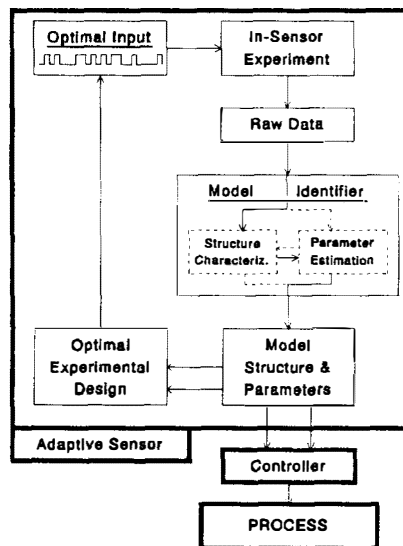 Optimal Input
In-Sensor
Experiment
Raw Data
Model Identifier
Structure
Characteriz.
Parameter
Estimation
Optimal
Experimental
Design
Model
Structure &
Parameters
Adaptive Sensor
Controller
PROCESS